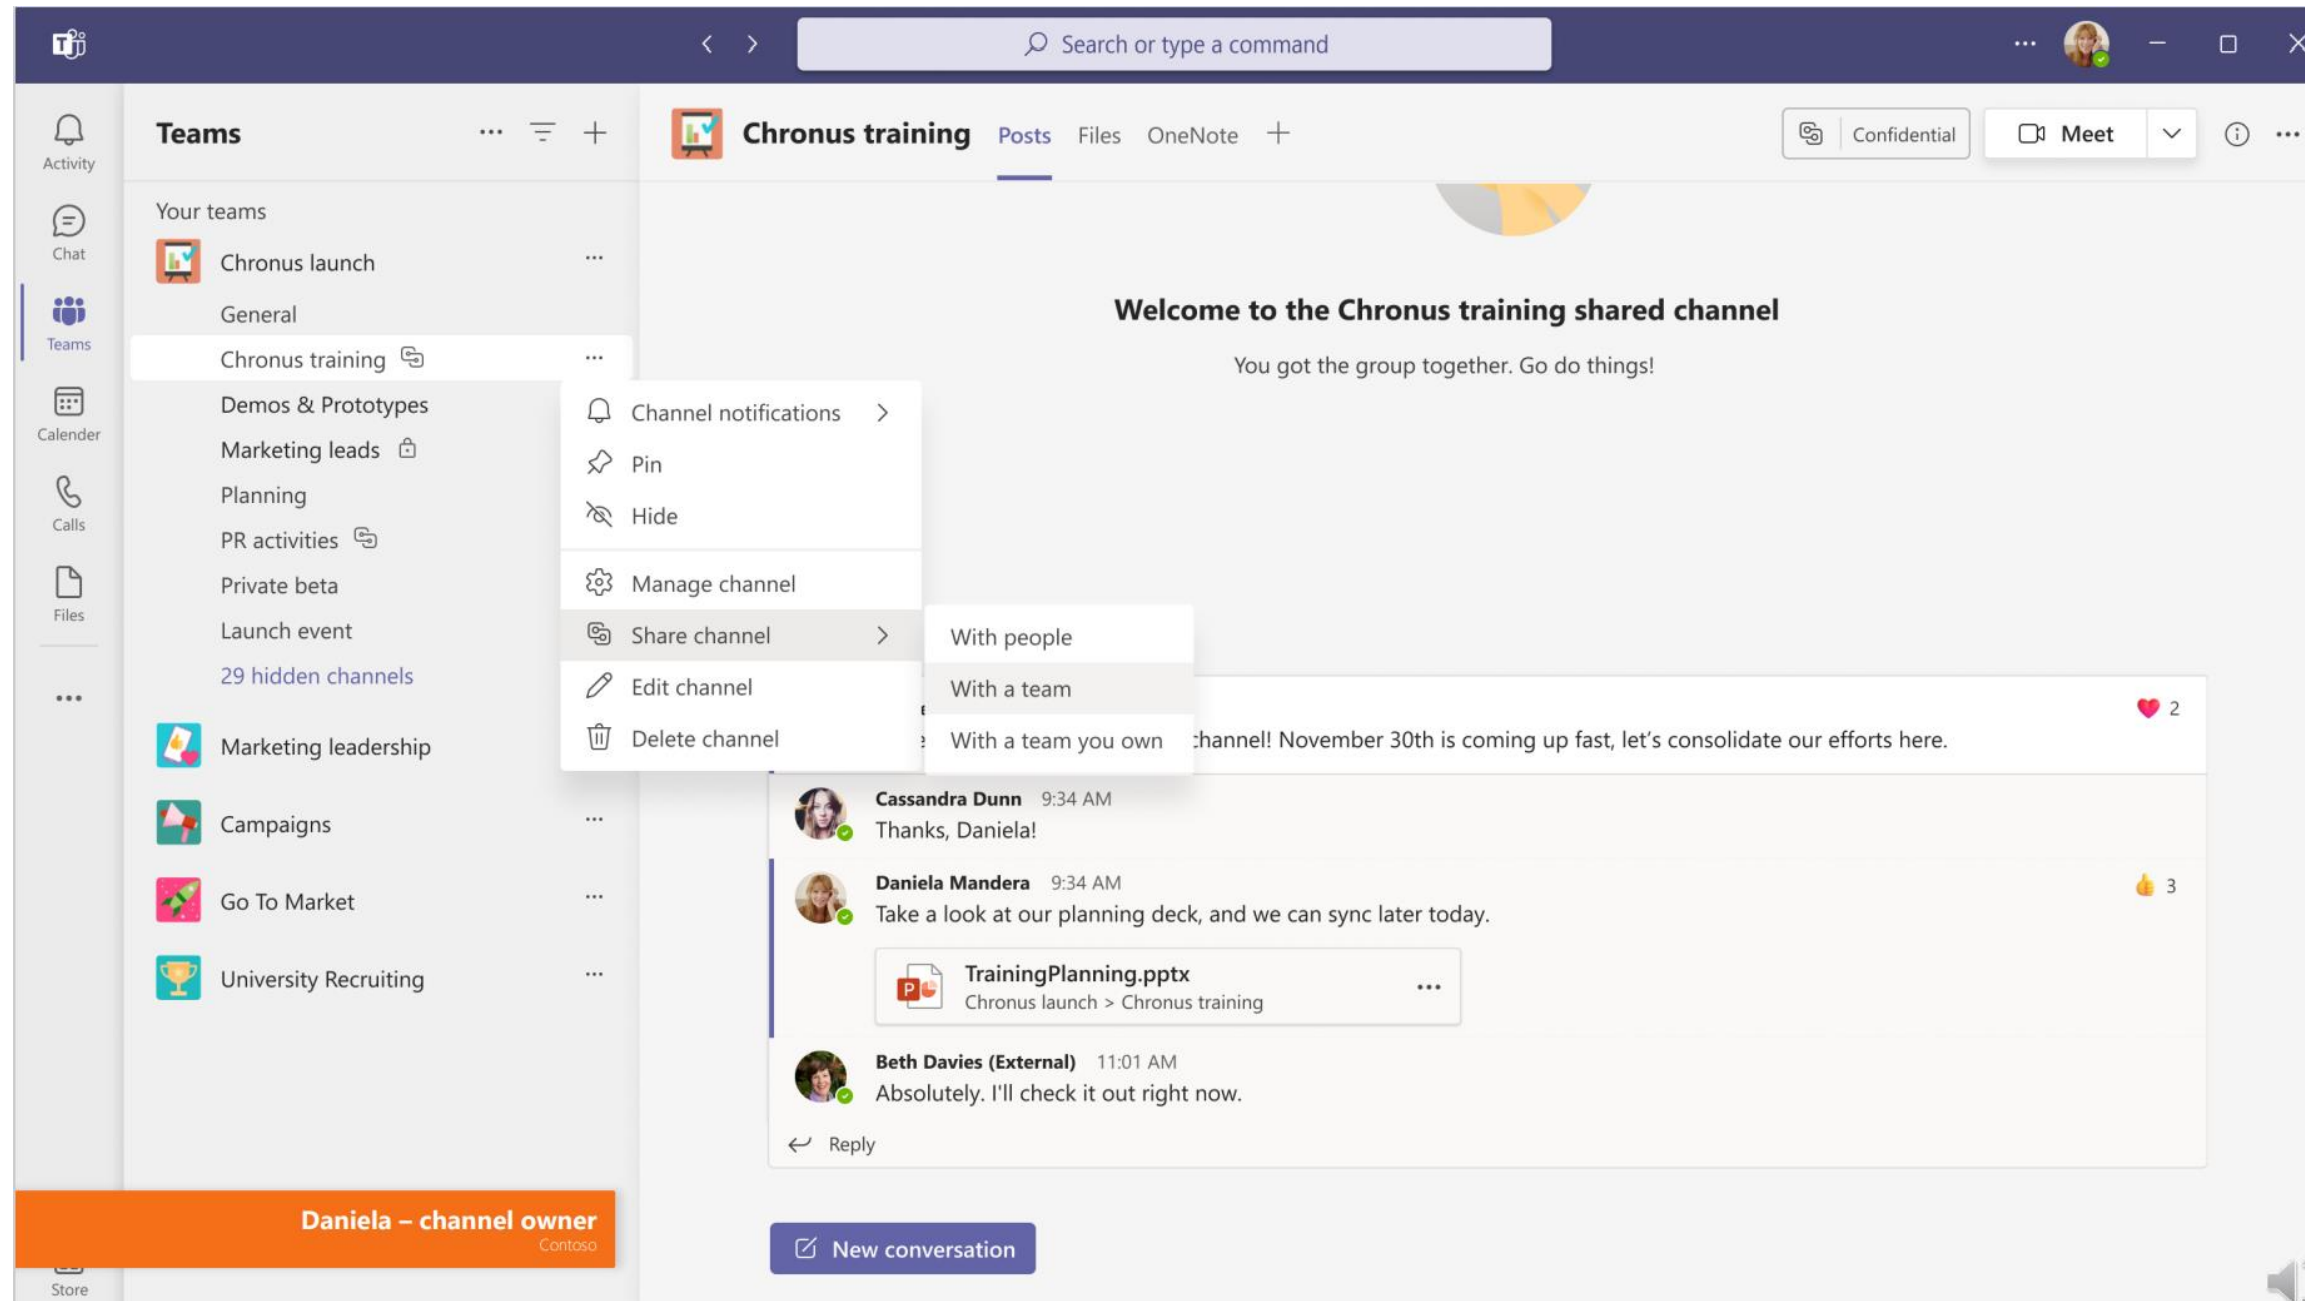 Search or type a command
Activity
Chat
Teams
Calender
Calls
Files
Store
Teams
Your teams
Chronus launch
General
Chronus training
Demos & Prototypes
Marketing leads
Planning
PR activities
Private beta
Launch event
29 hidden channels
Marketing leadership
Campaigns
Go To Market
University Recruiting
Daniela – channel owner
Contoso
Channel notifications
Pin
Hide
Manage channel
Share channel
Edit channel
Delete channel
With people
With a team
With a team you own
Chronus training Posts Files OneNote
Confidential
Meet
Welcome to the Chronus training shared channel
You got the group together. Go do things!
2
channel! November 30th is coming up fast, let's consolidate our efforts here.
Cassandra Dunn 9:34 AM
Thanks, Daniela!
Daniela Mandera 9:34 AM
3
Take a look at our planning deck, and we can sync later today.
TrainingPlanning.pptx
Chronus launch > Chronus training
Beth Davies (External) 11:01 AM
Absolutely. I'll check it out right now.
Reply
New conversation